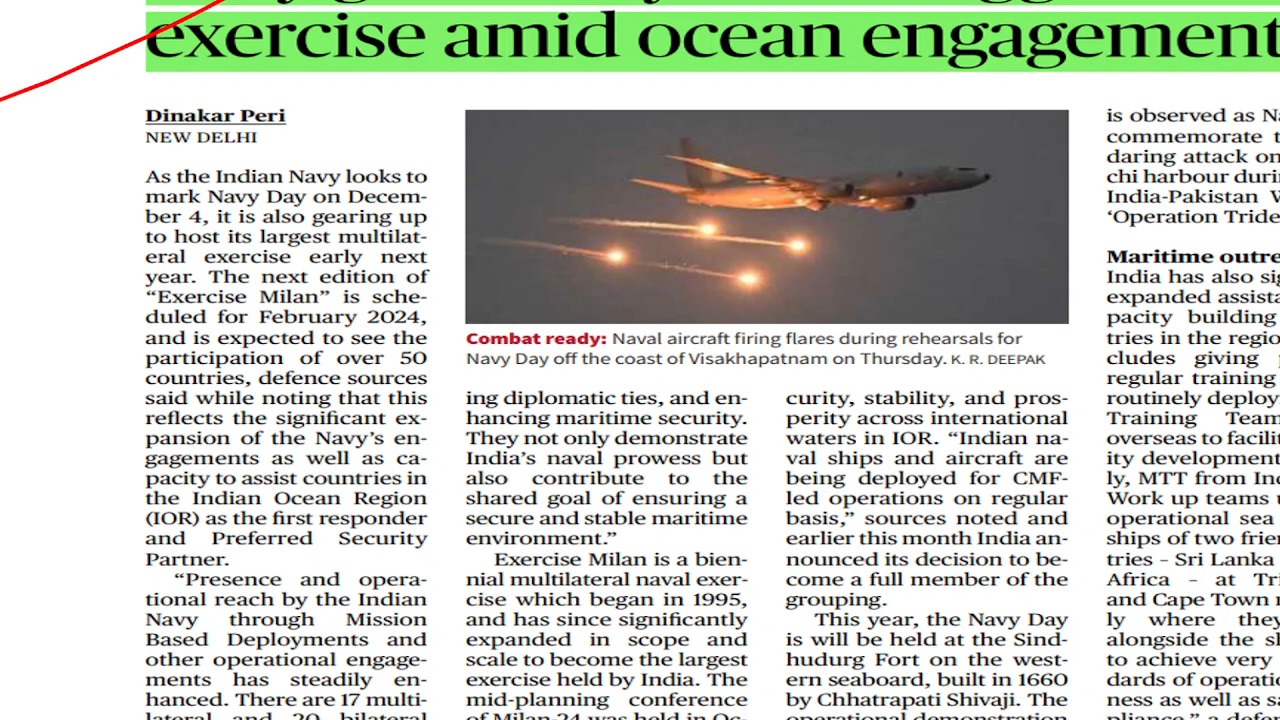 exercise amid ocean engagement
Dinakar Peri
NEW DELHI
As the Indian Navy looks to
mark Navy Day on Decem-
ber 4, it is also gearing up
to host its largest multilat-
eral exercise early next
year. The next edition of
“Exercise Milan” is sche-
duled for February 2024,
and is expected to see the
participation of over 50
countries, defence sources
said while noting that this
reflects the significant ex-
pansion of the Navy’s en-
gagements as well as ca-
pacity to assist countries in
the Indian Ocean Region
(IOR) as the first responder
and Preferred Security
Partner.
“Presence and opera-
tional reach by the Indian
Navy through Mission
Based Deployments and
other operational engage-
ments has steadily en-
hanced. There are 17 multi-
lateral and 20 bilateral
Combat ready: Naval aircraft firing flares during rehearsals for
Navy Day off the coast of Visakhapatnam on Thursday. K. R. DEEPAK
ing diplomatic ties, and en-
hancing maritime security.
They not only demonstrate
India’s naval prowess but
also contribute to the
shared goal of ensuring a
secure and stable maritime
environment.”
Exercise Milan is a bien-
nial multilateral naval exer-
cise which began in 1995,
and has since significantly
expanded in scope and
scale to become the largest
exercise held by India. The
mid-planning conference
of Milan-24 was held in Oc-
curity, stability, and pros-
perity across international
waters in IOR. “Indian na-
val ships and aircraft are
being deployed for CMF-
led operations on regular
basis,” sources noted and
earlier this month India an-
nounced its decision to be-
come a full member of the
grouping.
This year, the Navy Day
is will be held at the Sind-
hudurg Fort on the west-
ern seaboard, built in 1660
by Chhatrapati Shivaji. The
operational demonstration
is observed as Na
commemorate t
daring attack on
chi harbour durin
India-Pakistan W
‘Operation Tride
Maritime outre
India has also sig
expanded assista
pacity building
tries in the regio
cludes giving p
regular training
routinely deploy
Training Team
overseas to facilit
ity development
ly, MTT from Ind
Work up teams u
operational sea
ships of two frien
tries – Sri Lanka
Africa – at Tri
and Cape Town r
ly where they
alongside the sh
to achieve very
dards of operatio
ness as well as s
pliance,” a defe